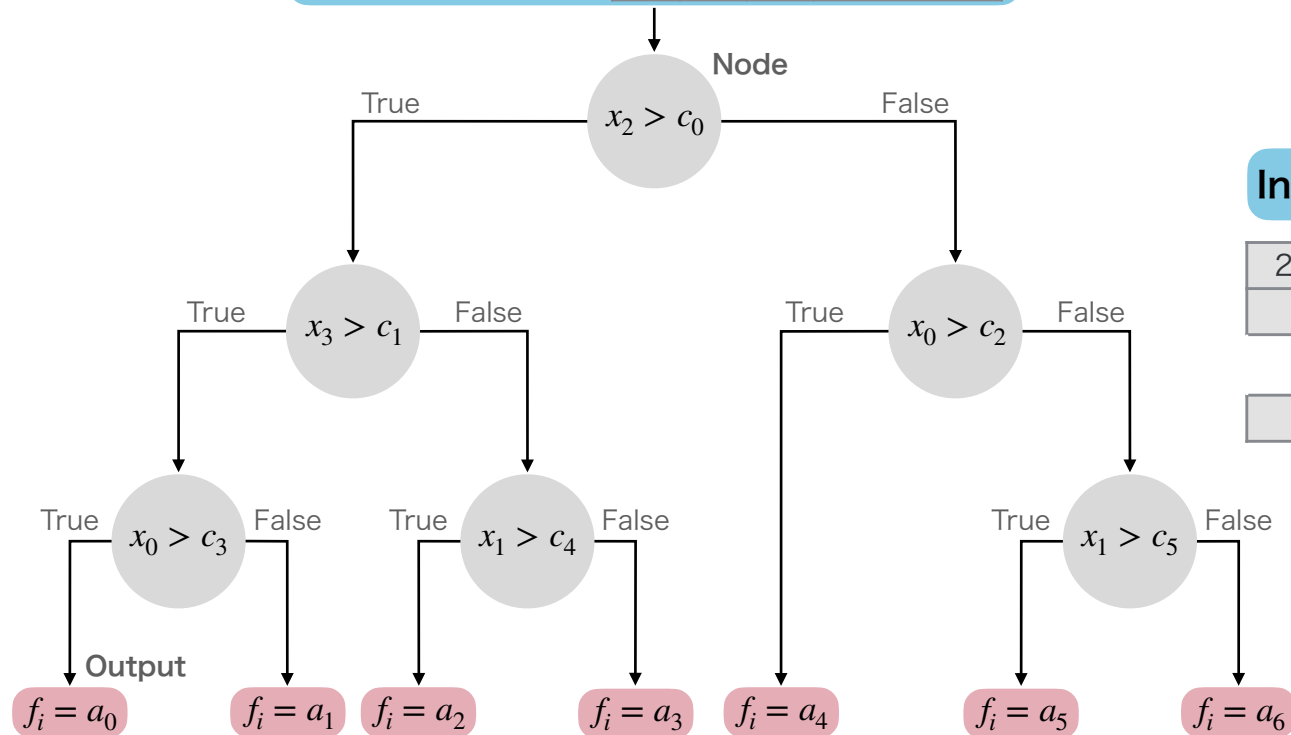 Node
True
x₂ > c₀
False
In
2
True
x₃ > c₁
False
True
x₀ > c₂
False
True
x₀ > c₃
False
True
x₁ > c₄
False
True
x₁ > c₅
False
Output
fᵢ = a₀
fᵢ = a₁
fᵢ = a₂
fᵢ = a₃
fᵢ = a₄
fᵢ = a₅
fᵢ = a₆